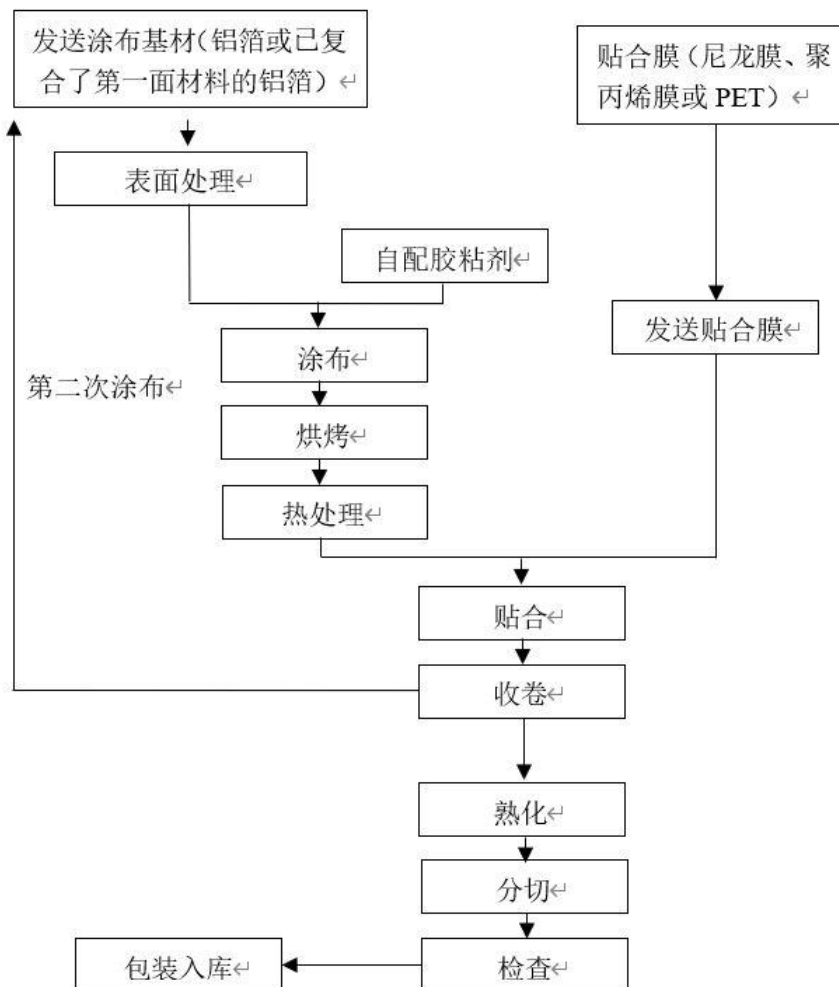 发送涂布基材（铝箔或已复
合了第一面材料的铝箔）↵
贴合膜（尼龙膜、聚
丙烯膜或 PET）↵
表面处理↵
自配胶粘剂↵
发送贴合膜↵
涂布↵
第二次涂布↵
烘烤↵
热处理↵
贴合↵
收卷↵
熟化↵
分切↵
检查↵
包装入库↵